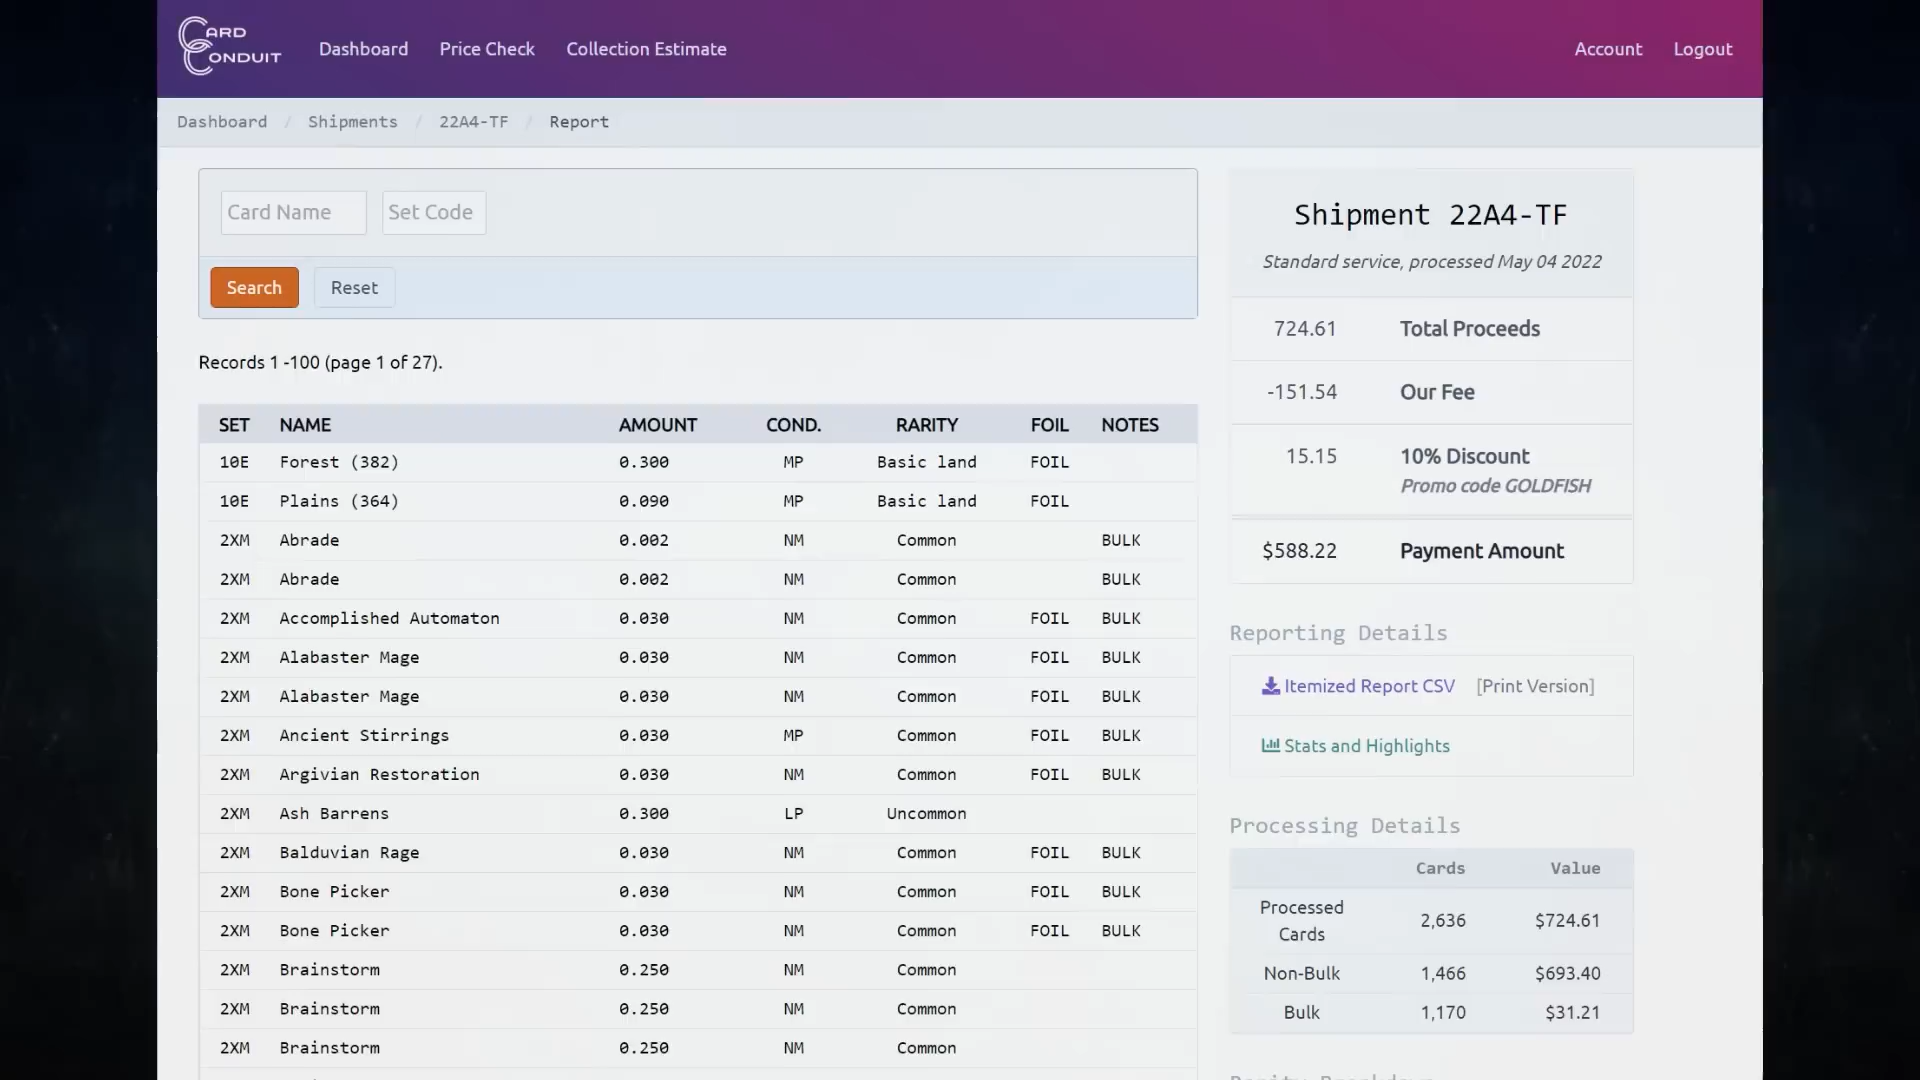 CARD CONDUIT
Dashboard Price Check Collection Estimate Account Logout
Dashboard / Shipments / 22A4-TF / Report
Card Name Set Code
Search Reset
Records 1 -100 (page 1 of 27).
SET NAME AMOUNT COND. RARITY FOIL NOTES
10E Forest (382) 0.300 MP Basic land FOIL
10E Plains (364) 0.090 MP Basic land FOIL
2XM Abrade 0.002 NM Common BULK
2XM Abrade 0.002 NM Common BULK
2XM Accomplished Automaton 0.030 NM Common FOIL BULK
2XM Alabaster Mage 0.030 NM Common FOIL BULK
2XM Alabaster Mage 0.030 NM Common FOIL BULK
2XM Ancient Stirrings 0.030 MP Common FOIL BULK
2XM Argivian Restoration 0.030 NM Common FOIL BULK
2XM Ash Barrens 0.300 LP Uncommon
2XM Balduvian Rage 0.030 NM Common FOIL BULK
2XM Bone Picker 0.030 NM Common FOIL BULK
2XM Bone Picker 0.030 NM Common FOIL BULK
2XM Brainstorm 0.250 NM Common
2XM Brainstorm 0.250 NM Common
2XM Brainstorm 0.250 NM Common
Shipment 22A4-TF
Standard service, processed May 04 2022
724.61 Total Proceeds
-151.54 Our Fee
15.15 10% Discount
Promo code GOLDFISH
$588.22 Payment Amount
Reporting Details
Itemized Report CSV [Print Version]
Stats and Highlights
Processing Details
Cards Value
Processed Cards 2,636 $724.61
Non-Bulk 1,466 $693.40
Bulk 1,170 $31.21